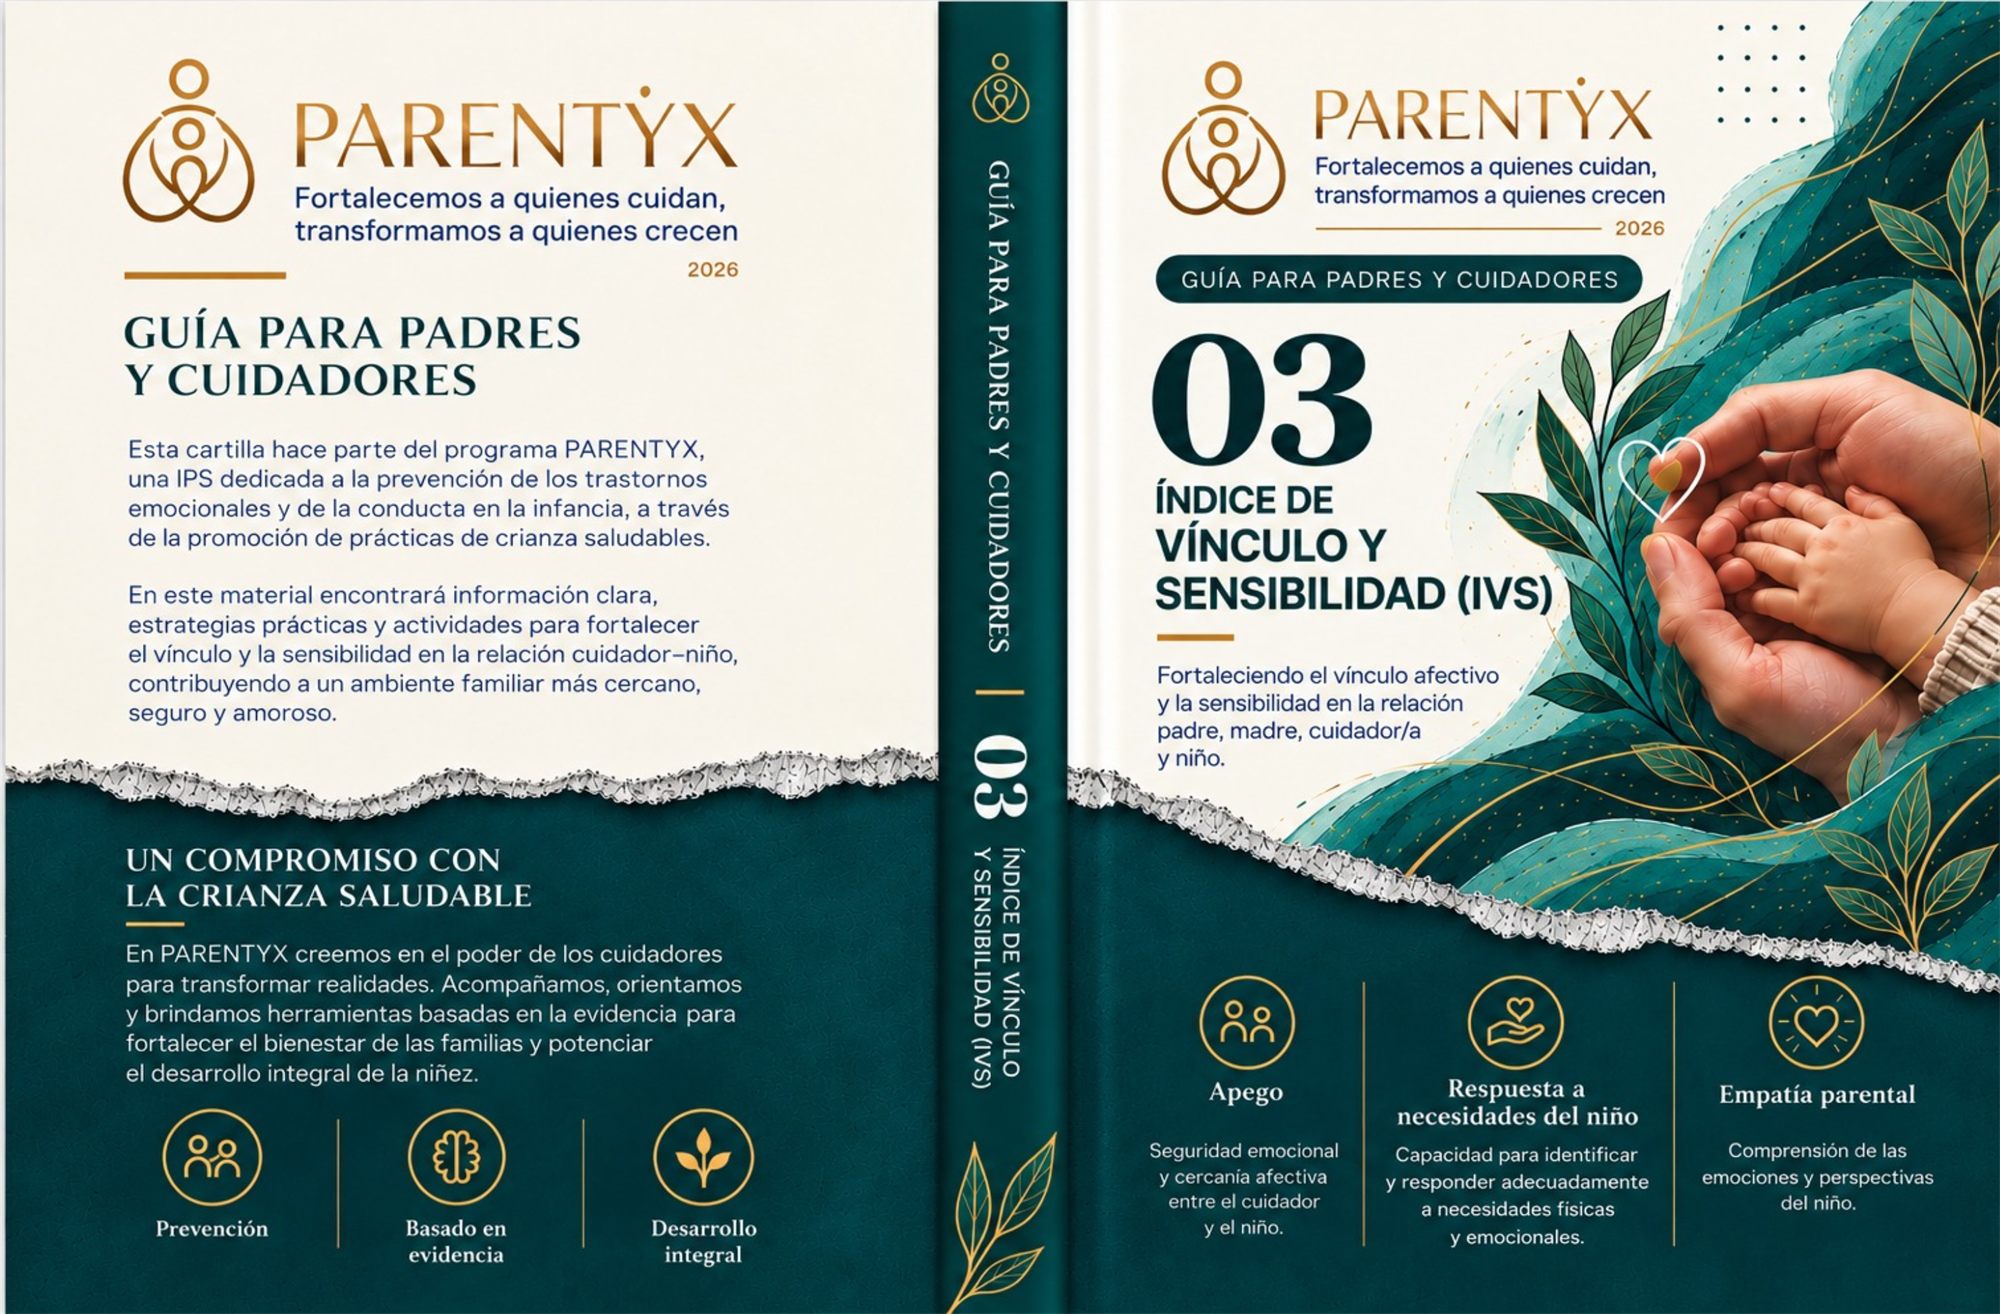 PARENTYX
Fortalecemos a quienes cuidan,
transformamos a quienes crecen
2026
GUÍA PARA PADRES
Y CUIDADORES
Esta cartilla hace parte del programa PARENTYX,
una IPS dedicada a la prevención de los trastornos
emocionales y de la conducta en la infancia, a través
de la promoción de prácticas de crianza saludables.
En este material encontrará información clara,
estrategias prácticas y actividades para fortalecer
el vínculo y la sensibilidad en la relación cuidador–niño,
contribuyendo a un ambiente familiar más cercano,
seguro y amoroso.
UN COMPROMISO CON
LA CRIANZA SALUDABLE
En PARENTYX creemos en el poder de los cuidadores
para transformar realidades. Acompañamos, orientamos
y brindamos herramientas basadas en la evidencia para
fortalecer el bienestar de las familias y potenciar
el desarrollo integral de la niñez.
Prevención
Basado en
evidencia
Desarrollo
integral
GUÍA PARA PADRES Y CUIDADORES
03
ÍNDICE DE VÍNCULO
Y SENSIBILIDAD (IVS)
PARENTYX
Fortalecemos a quienes cuidan,
transformamos a quienes crecen
2026
GUÍA PARA PADRES Y CUIDADORES
03
ÍNDICE DE
VÍNCULO Y
SENSIBILIDAD (IVS)
Fortaleciendo el vínculo afectivo
y la sensibilidad en la relación
padre, madre, cuidador/a
y niño.
Apego
Seguridad emocional
y cercanía afectiva
entre el cuidador
y el niño.
Respuesta a
necesidades del niño
Capacidad para identificar
y responder adecuadamente
a necesidades físicas
y emocionales.
Empatía parental
Comprensión de las
emociones y perspectivas
del niño.